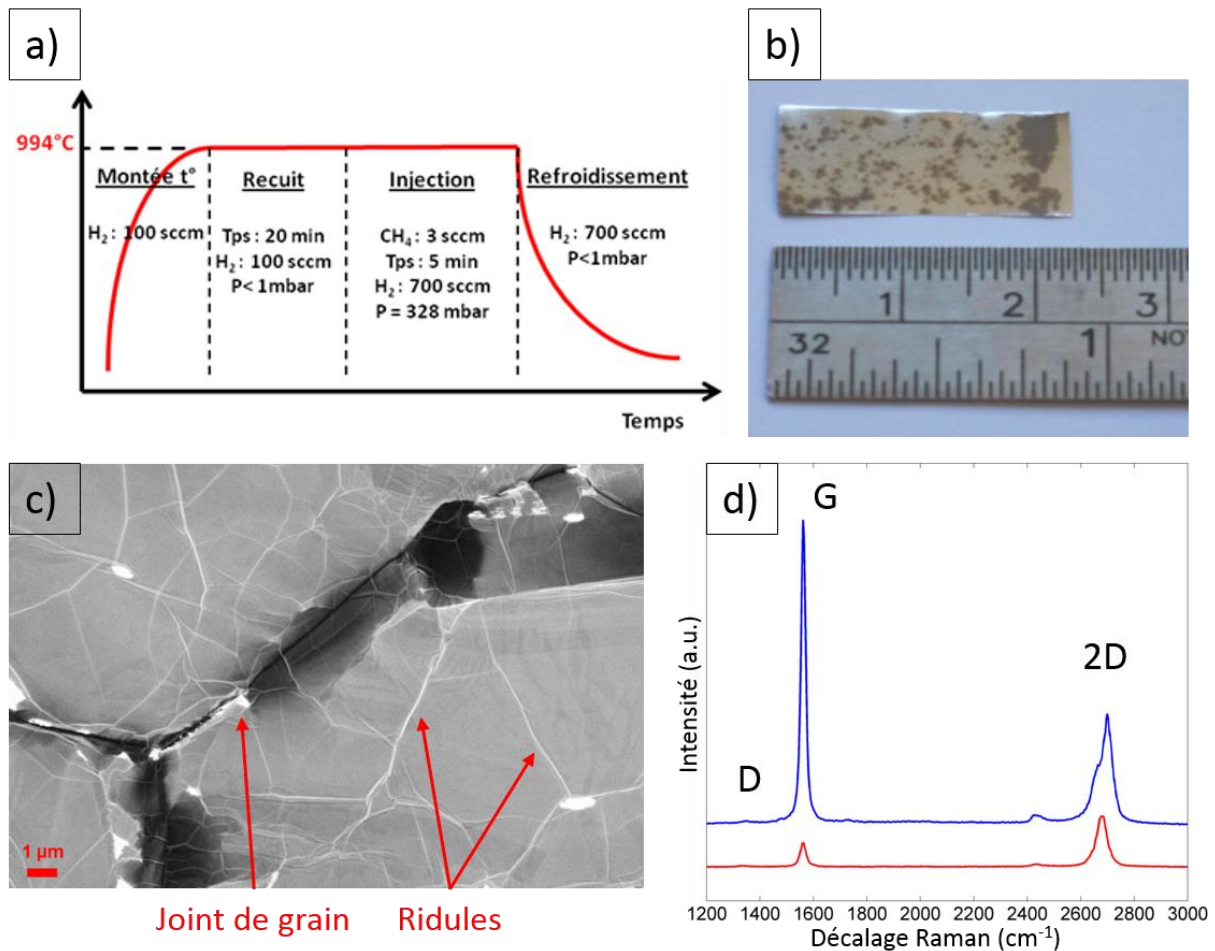 a)
994°C
Montée t°
H₂ : 100 sccm
Recuit
Tps : 20 min
H₂ : 100 sccm
P< 1mbar
Injection
CH₄ : 3 sccm
Tps : 5 min
H₂ : 700 sccm
P = 328 mbar
Refroidissement
H₂ : 700 sccm
P<1mbar
Temps
b)
1 2 3
32 1 NOT
c)
1 µm
Joint de grain Ridules
d)
G
2D
D
Intensité (a.u.)
1200 1400 1600 1800 2000 2200 2400 2600 2800 3000
Décalage Raman (cm⁻¹)